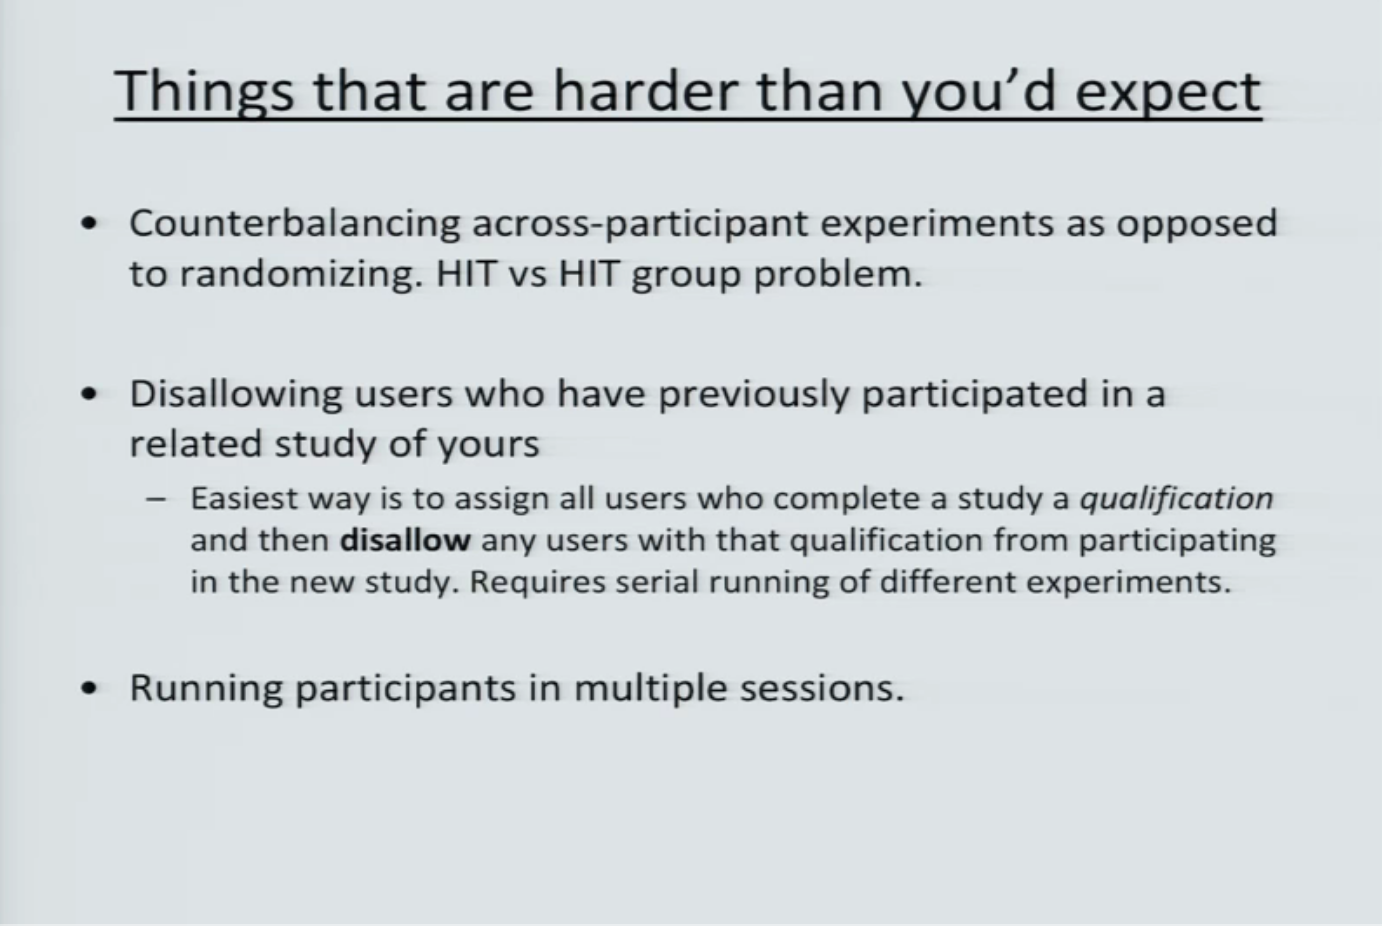 Things that are harder than you'd expect
• Counterbalancing across-participant experiments as opposed
to randomizing. HIT vs HIT group problem.
• Disallowing users who have previously participated in a
related study of yours
– Easiest way is to assign all users who complete a study a qualification
and then disallow any users with that qualification from participating
in the new study. Requires serial running of different experiments.
• Running participants in multiple sessions.